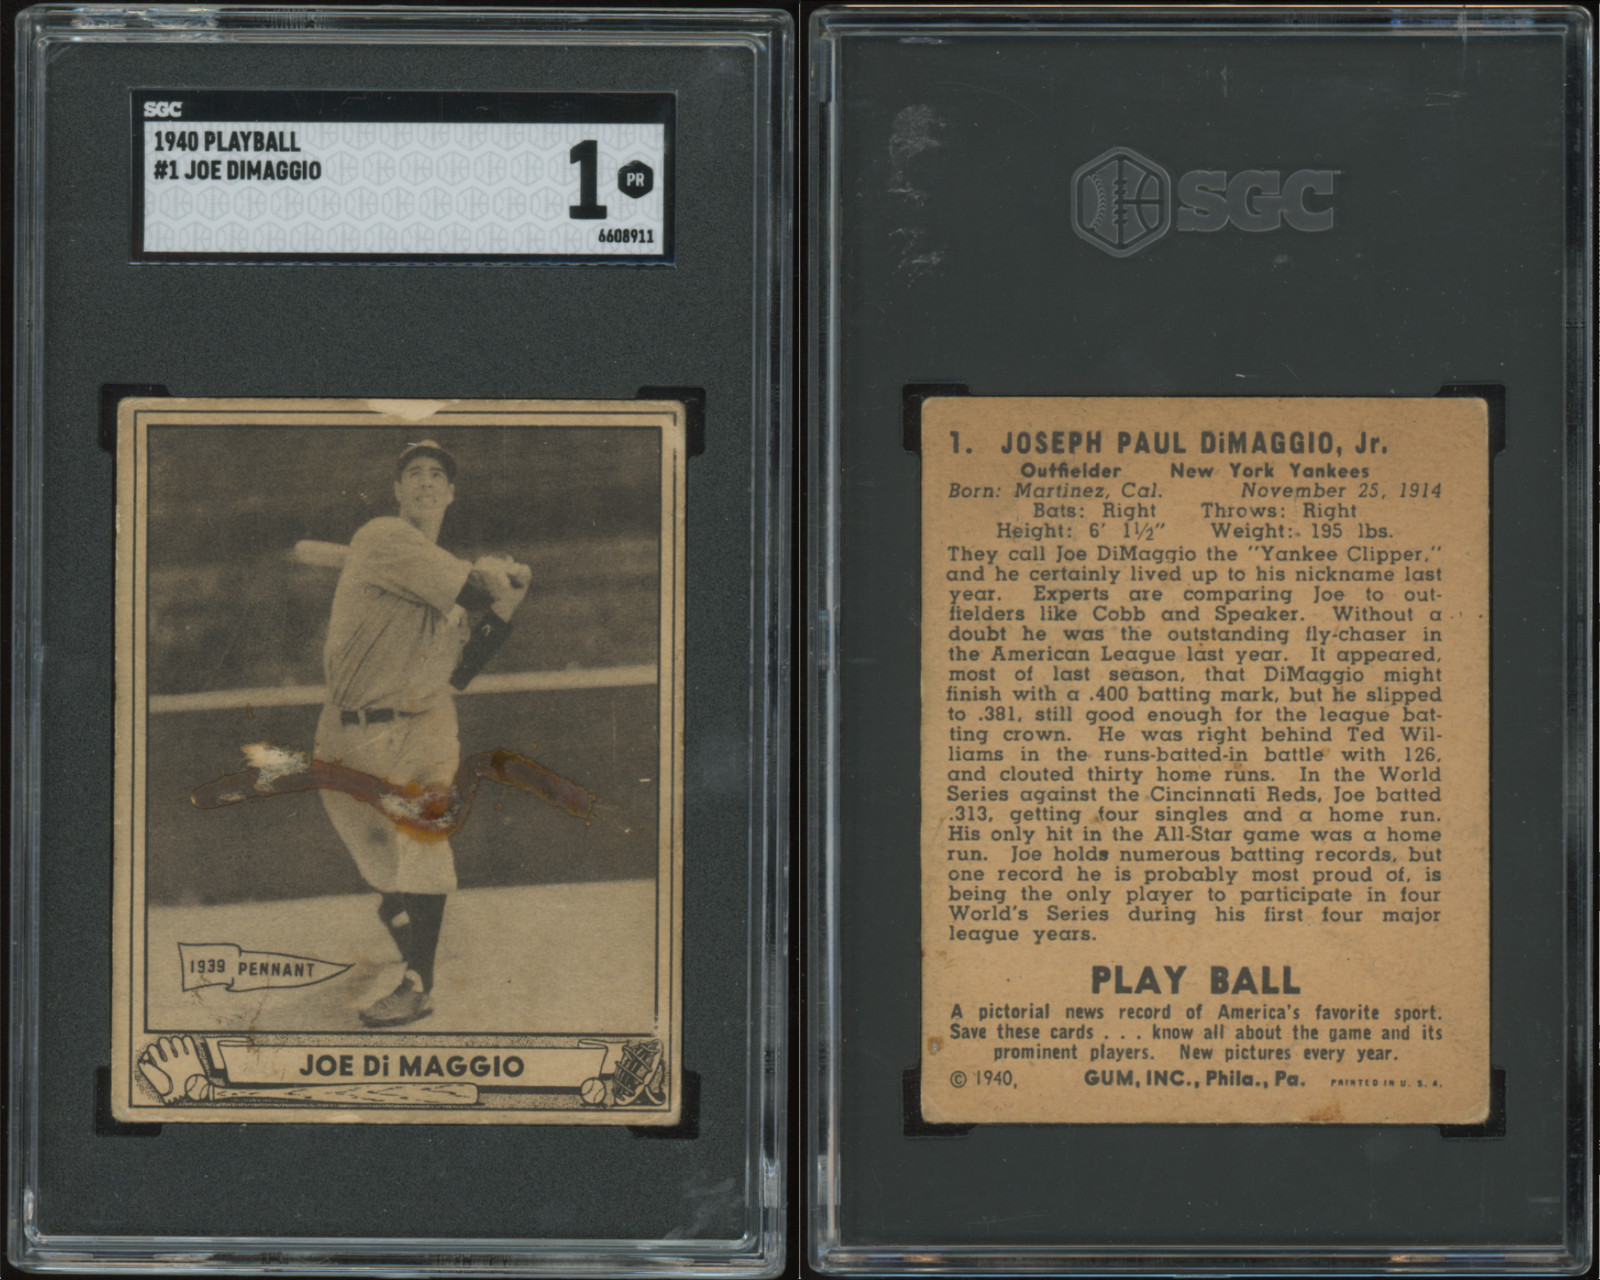 SGC
1940 PLAYBALL
#1 JOE DIMAGGIO
1 PR
6608911
1939 PENNANT
JOE Di MAGGIO
SGC
1. JOSEPH PAUL DiMAGGIO, Jr.
Outfielder New York Yankees
Born: Martinez, Cal. November 25, 1914
Bats: Right Throws: Right
Height: 6' 1½" Weight: 195 lbs.
They call Joe DiMaggio the "Yankee Clipper,"
and he certainly lived up to his nickname last
year. Experts are comparing Joe to out-
fielders like Cobb and Speaker. Without a
doubt he was the outstanding fly-chaser in
the American League last year. It appeared,
most of last season, that DiMaggio might
finish with a .400 batting mark, but he slipped
to .381, still good enough for the league bat-
ting crown. He was right behind Ted Wil-
liams in the runs-batted-in battle with 126,
and clouted thirty home runs. In the World
Series against the Cincinnati Reds, Joe batted
.313, getting four singles and a home run.
His only hit in the All-Star game was a home
run. Joe holds numerous batting records, but
one record he is probably most proud of, is
being the only player to participate in four
World's Series during his first four major
league years.
PLAY BALL
A pictorial news record of America's favorite sport.
Save these cards . . . know all about the game and its
prominent players. New pictures every year.
© 1940, GUM, INC., Phila., Pa. PRINTED IN U. S. A.